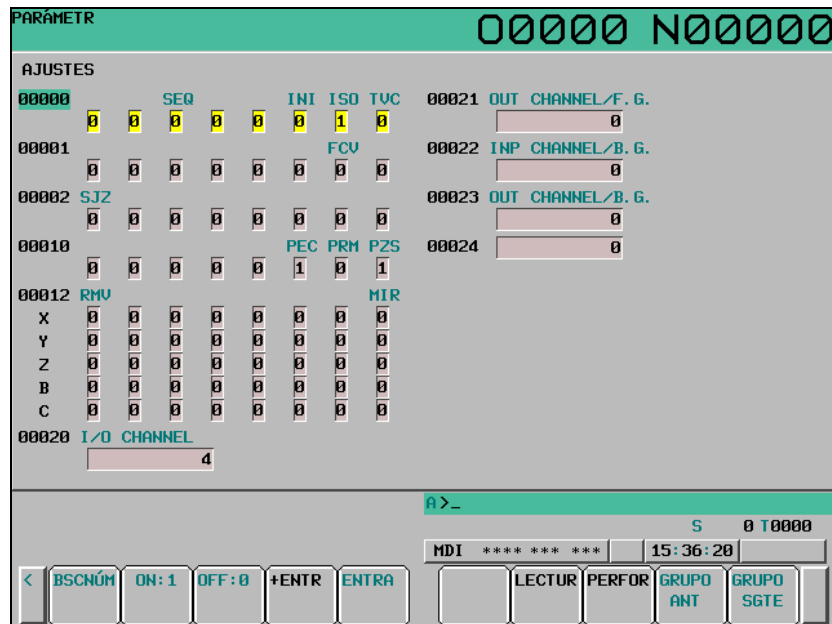 PARÁMETR O0000 N00000
AJUSTES
00000 SEQ INI ISO TVC
0 0 0 0 0 0 1 0
00001 FCV
0 0 0 0 0 0 0 0
00002 SJZ
0 0 0 0 0 0 0 0
00010 PEC PRM PZS
0 0 0 0 0 1 0 1
00012 RMV MIR
X 0 0 0 0 0 0 0 0
Y 0 0 0 0 0 0 0 0
Z 0 0 0 0 0 0 0 0
B 0 0 0 0 0 0 0 0
C 0 0 0 0 0 0 0 0
00020 I/O CHANNEL
4
00021 OUT CHANNEL/F.G.
0
00022 INP CHANNEL/B.G.
0
00023 OUT CHANNEL/B.G.
0
00024 0
A>_
S 0 T0000
MDI **** *** *** 15:36:20
< BSCNÚM ON:1 OFF:0 +ENTR ENTRA LECTUR PERFOR GRUPO ANT GRUPO SGTE